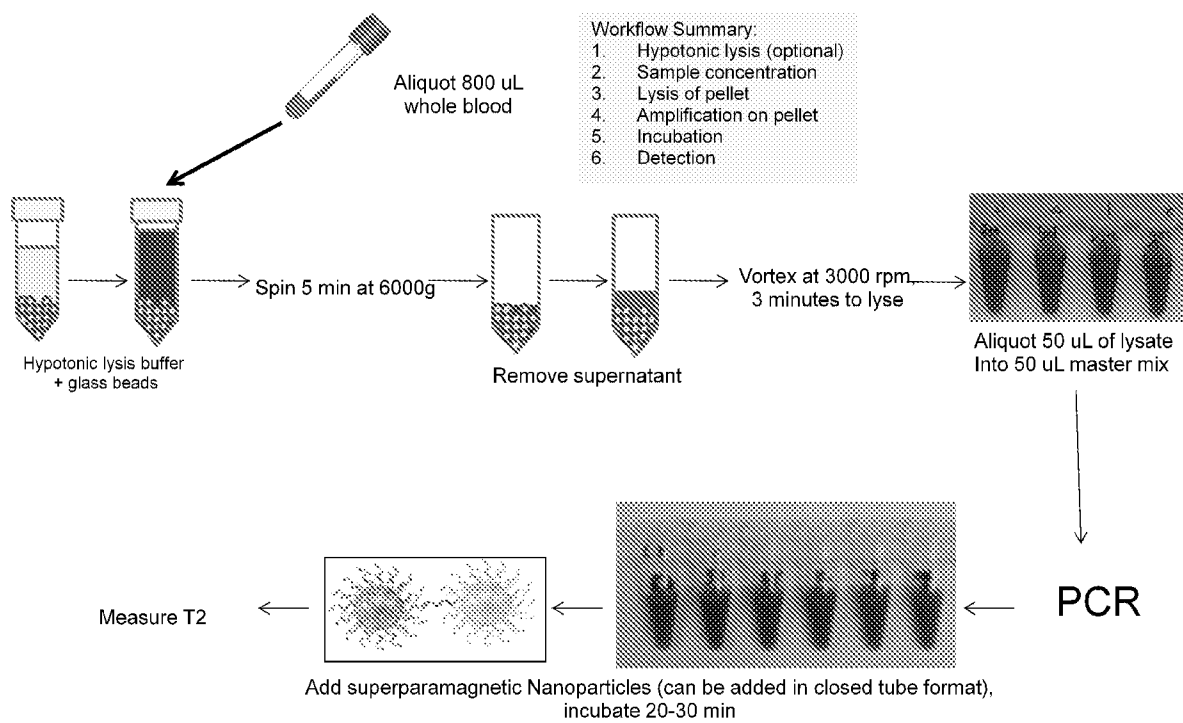 Aliquot 800 uL
whole blood
Workflow Summary:
1. Hypotonic lysis (optional)
2. Sample concentration
3. Lysis of pellet
4. Amplification on pellet
5. Incubation
6. Detection
Hypotonic lysis buffer
+ glass beads
Spin 5 min at 6000g
Remove supernatant
Vortex at 3000 rpm
3 minutes to lyse
Aliquot 50 uL of lysate
Into 50 uL master mix
PCR
Add superparamagnetic Nanoparticles (can be added in closed tube format),
incubate 20-30 min
Measure T2